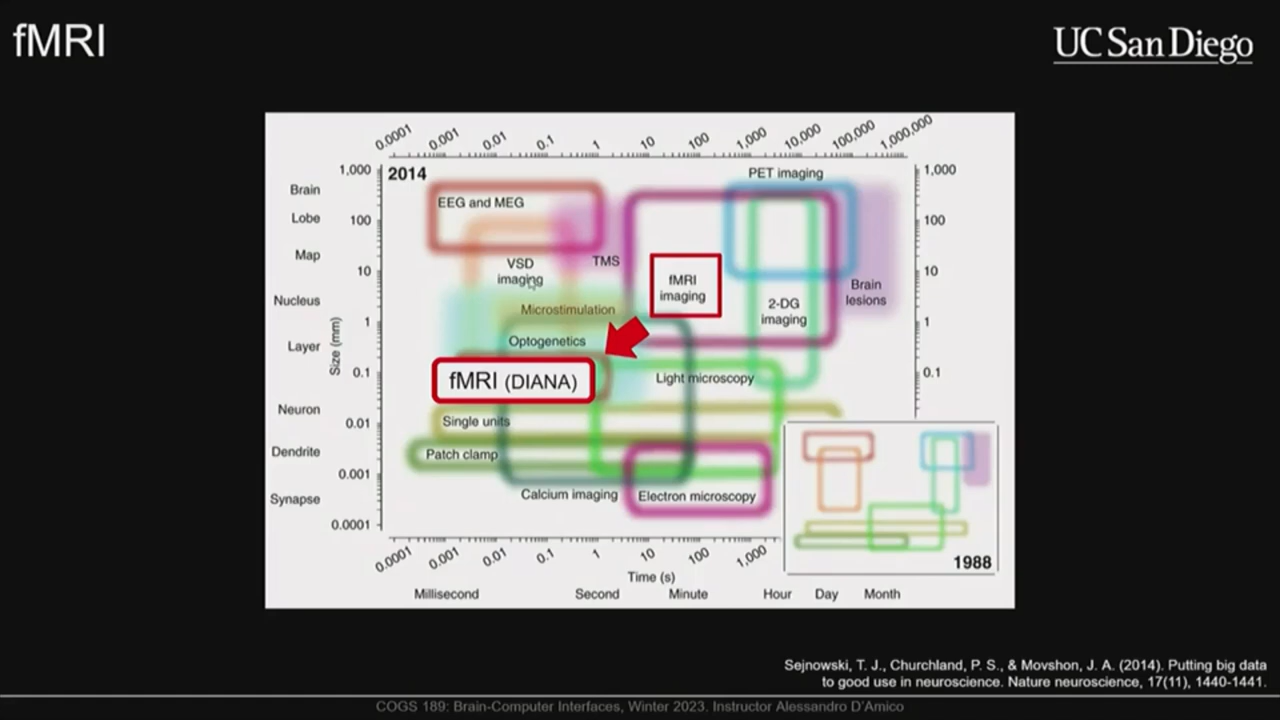 fMRI
UC San Diego
0.0001 0.001 0.01 0.1 1 10 100 1,000 10,000 100,000 1,000,000
2014
PET imaging
1,000
1,000
Brain
EEG and MEG
Lobe
100
100
Map
VSD
imaging
TMS
10
fMRI
imaging
10
Brain
lesions
Nucleus
Microstimulation
2-DG
imaging
1
1
Layer
Optogenetics
Size (mm)
0.1
fMRI (DIANA)
Light microscopy
0.1
Neuron
0.01
Single units
Dendrite
Patch clamp
0.001
Synapse
Calcium imaging
Electron microscopy
0.0001
1988
0.0001 0.001 0.01 0.1 1 10 100 1,000
Time (s)
Millisecond Second Minute Hour Day Month
Sejnowski, T. J., Churchland, P. S., & Movshon, J. A. (2014). Putting big data
to good use in neuroscience. Nature neuroscience, 17(11), 1440-1441.
COGS 189: Brain-Computer Interfaces, Winter 2023. Instructor Alessandro D'Amico